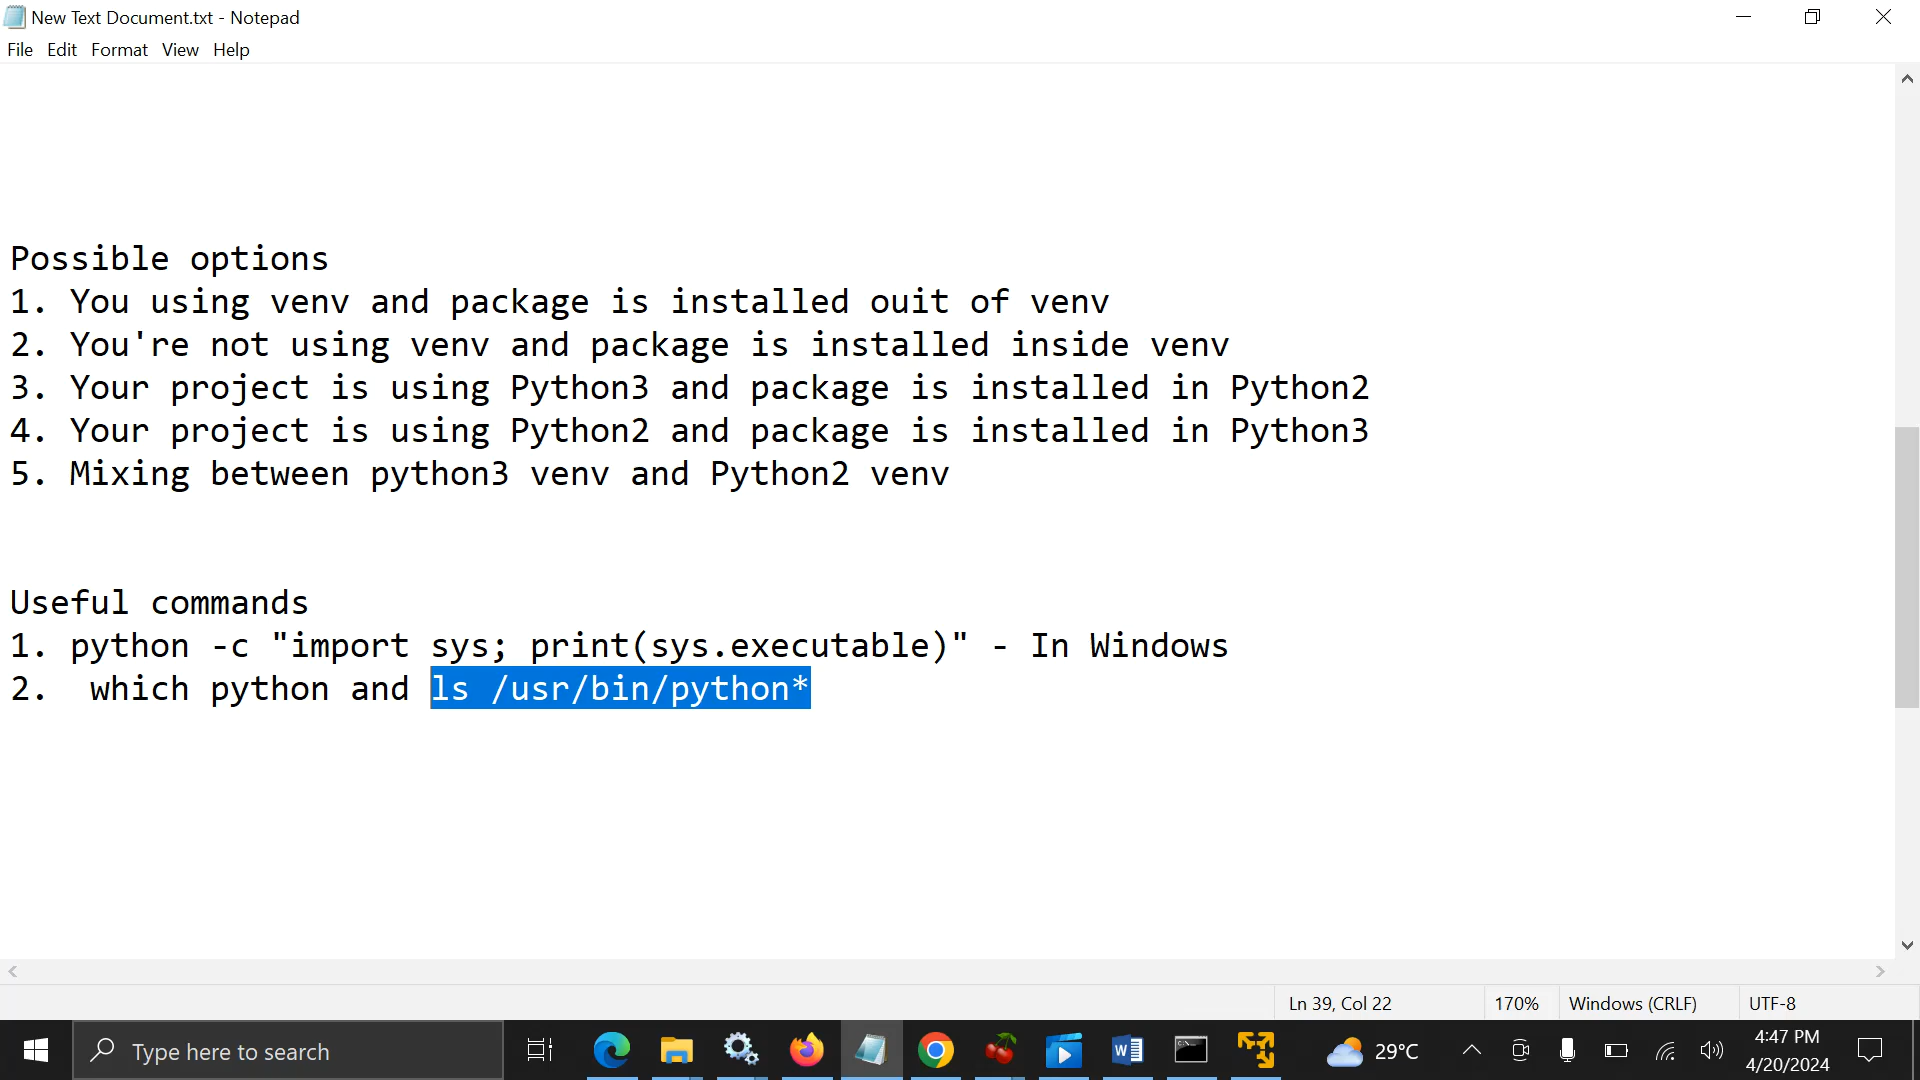 New Text Document.txt - Notepad
File Edit Format View Help
Possible options
1. You using venv and package is installed ouit of venv
2. You're not using venv and package is installed inside venv
3. Your project is using Python3 and package is installed in Python2
4. Your project is using Python2 and package is installed in Python3
5. Mixing between python3 venv and Python2 venv
Useful commands
1. python -c "import sys; print(sys.executable)" - In Windows
2.  which python and ls /usr/bin/python*
Ln 39, Col 22 170% Windows (CRLF) UTF-8
Type here to search 29°C 4:47 PM
4/20/2024